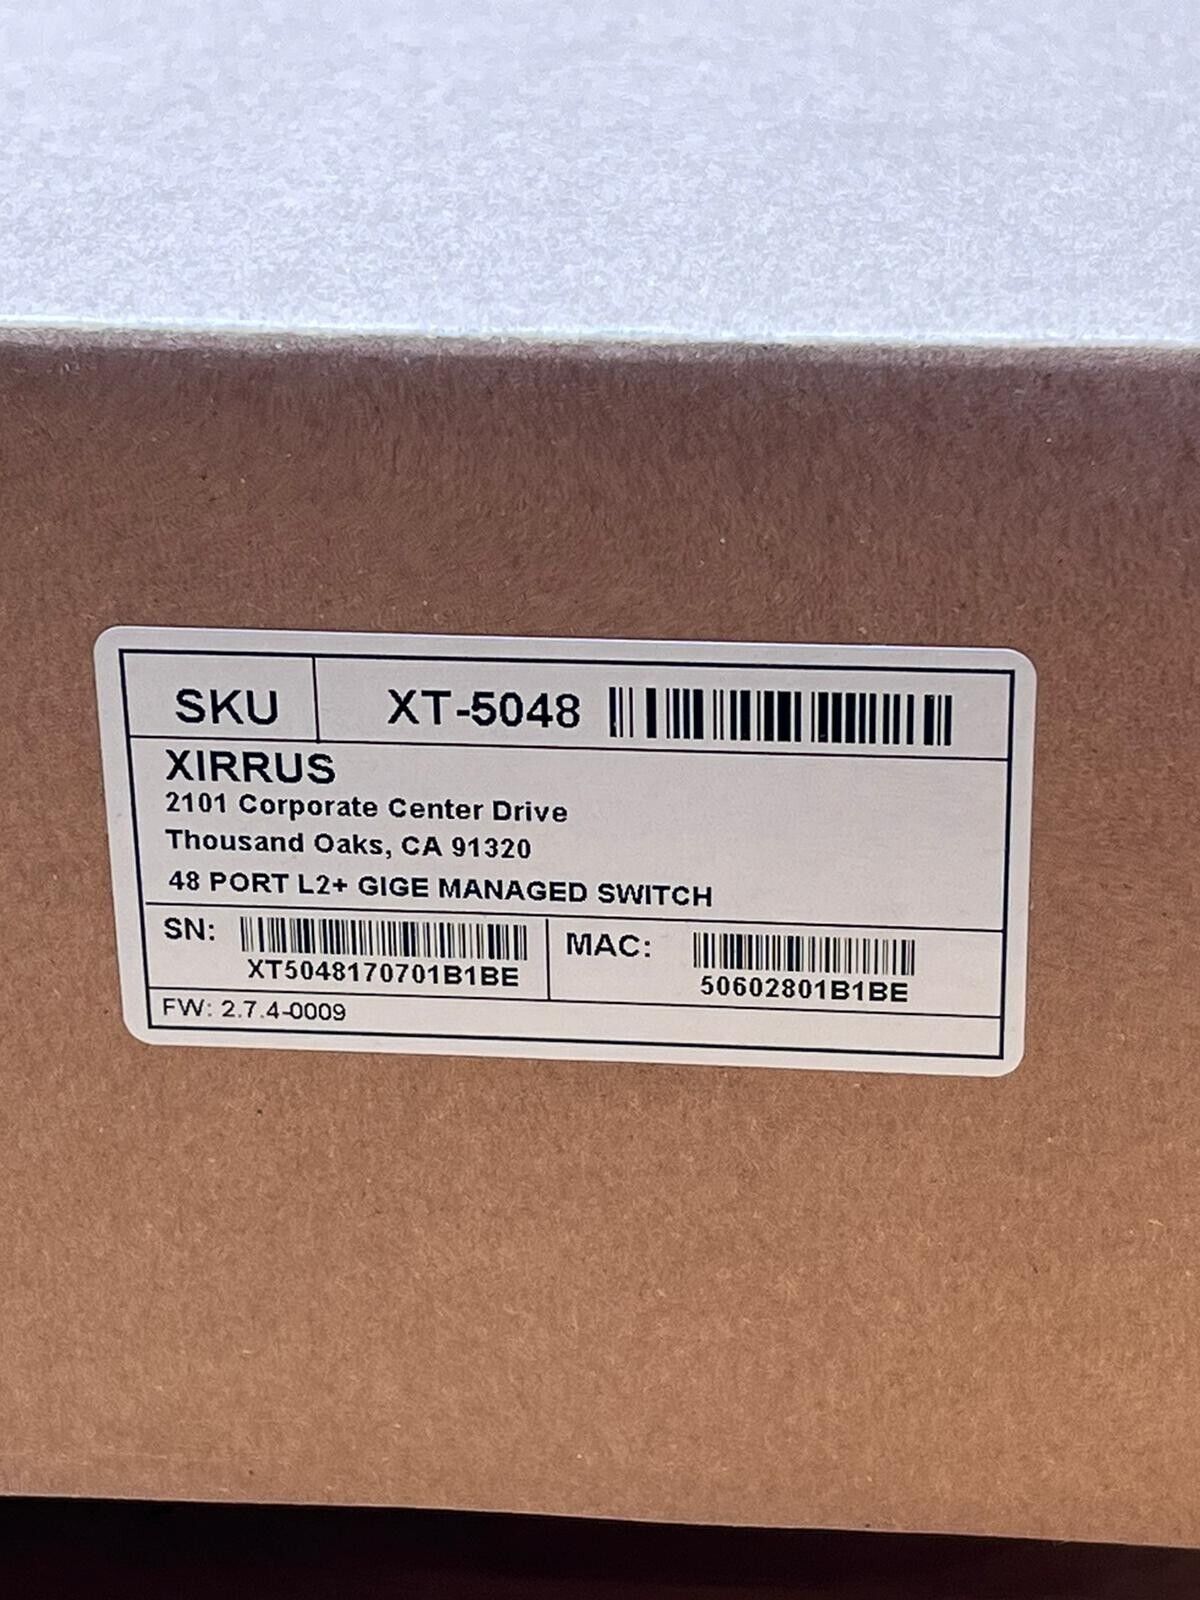 SKU XT-5048
XIRRUS
2101 Corporate Center Drive
Thousand Oaks, CA 91320
48 PORT L2+ GIGE MANAGED SWITCH
SN: MAC:
XT5048170701B1BE 50602801B1BE
FW: 2.7.4-0009